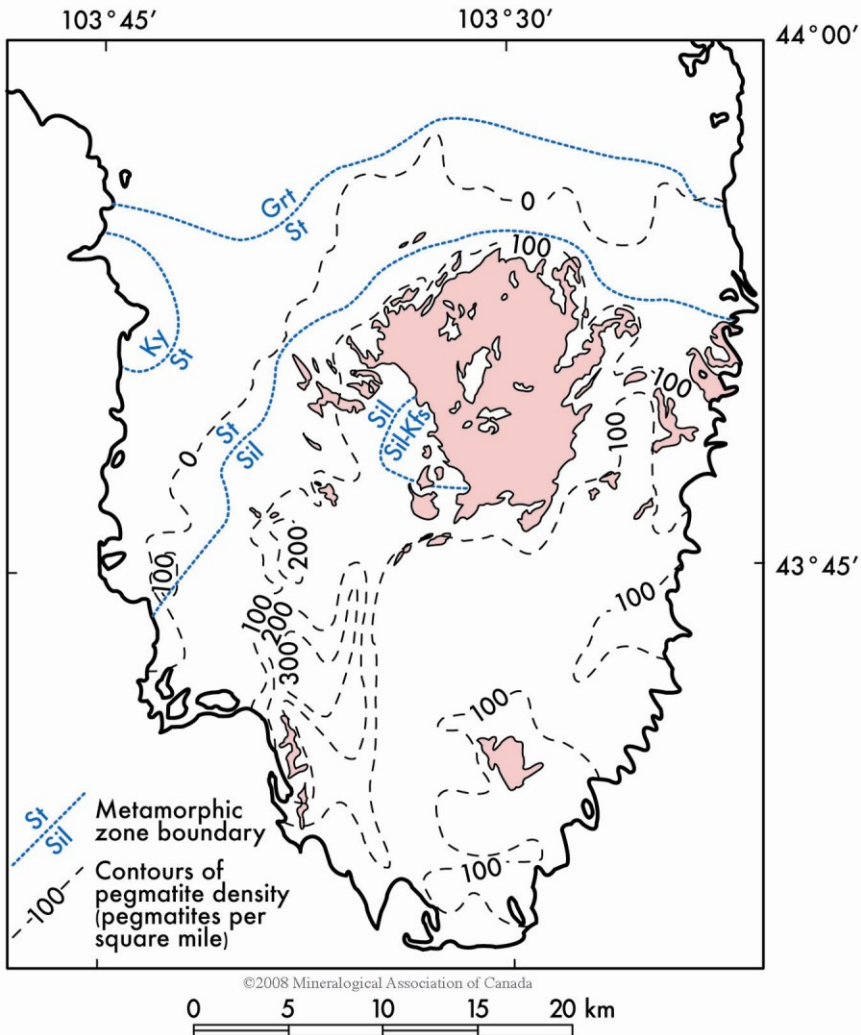 103°45'
103°30'
44°00'
Grt
St
0
100
Ky
St
100
Sil
Sil-Kfs
St
Sil
0
100
200
100
43°45'
100
100
200
300
100
St
Sil
Metamorphic
zone boundary
100
-100-
Contours of
pegmatite density
(pegmatites per
square mile)
©2008 Mineralogical Association of Canada
0 5 10 15 20 km